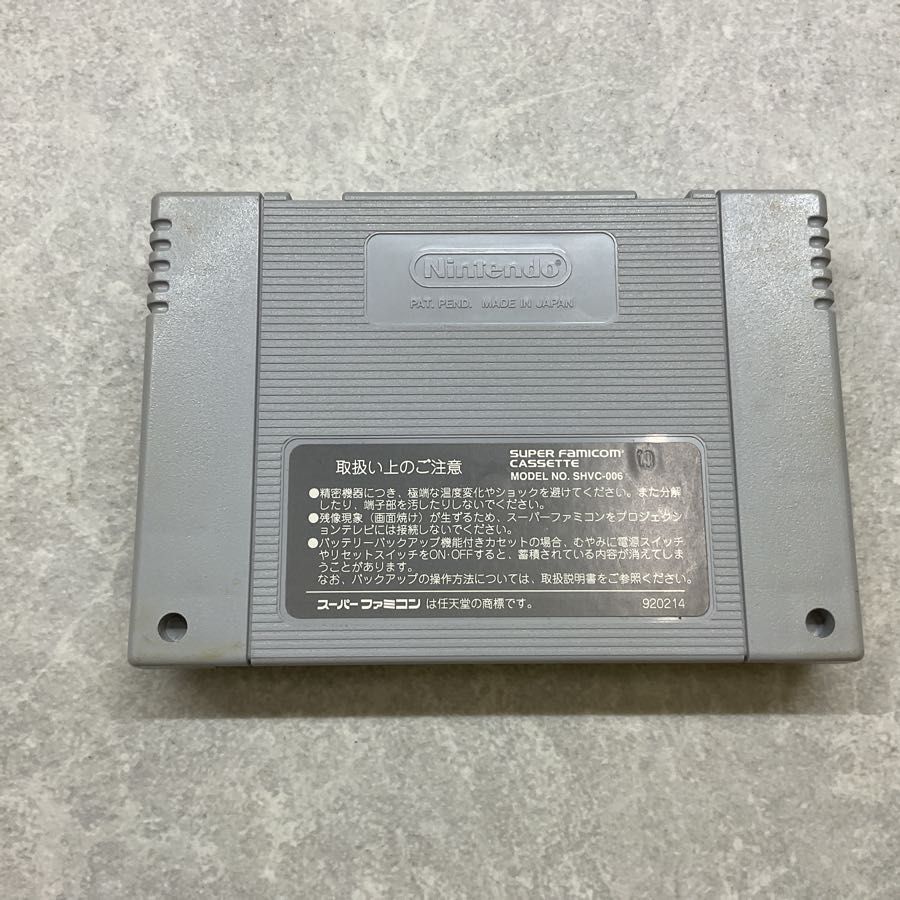 Nintendo®
PAT. PEND. MADE IN JAPAN
取扱い上のご注意
SUPER FAMICOM
CASSETTE
MODEL NO. SHVC-006
●精密機器につき、極端な温度変化やショックを避けてください。また分解
したり、端子部を汚したりしないでください。
●残像現象(画面焼け)が生ずるため、スーパーファミコンをプロジェクシ
ョンテレビには接続しないでください。
●バッテリーバックアップ機能付きカセットの場合、むやみに電源スイッチ
やリセットスイッチをON·OFFすると、蓄積されている内容が消えてしま
うことがあります。
なお、バックアップの操作方法については、取扱説明書をご参照ください。
スーパーファミコン は任天堂の商標です。
920214